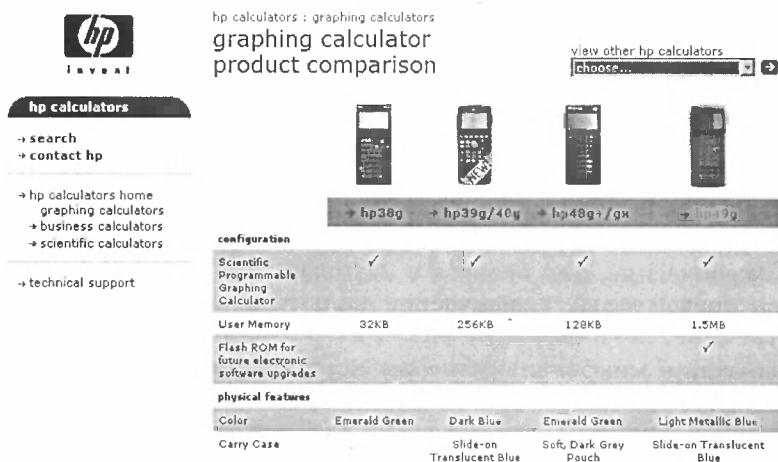 hp
invent
hp calculators
→ search
→ contact hp
→ hp calculators home
graphing calculators
→ business calculators
→ scientific calculators
→ technical support
hp calculators : graphing calculators
graphing calculator
product comparison
view other hp calculators
choose...
NEW!
→ hp38g → hp39g/40g → hp48g+/gx → hp49g
configuration
Scientific ✓ ✓ ✓ ✓
Programmable
Graphing
Calculator
User Memory 32KB 256KB 128KB 1.5MB
Flash ROM for ✓
future electronic
software upgrades
physical features
Color Emerald Green Dark Blue Emerald Green Light Metallic Blue
Carry Case Slide-on Soft, Dark Grey Slide-on Translucent
Translucent Blue Pouch Blue